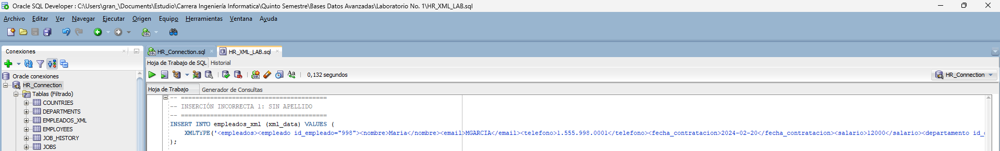 Oracle SQL Developer : C:\Users\gran_\Documents\Estudio\Carrera Ingeniería Informatica\Quinto Semestre\Bases Datos Avanzadas\Laboratorio No. 1\HR_XML_LAB.sql
Archivo Editar Ver Navegar Ejecutar Origen Equipo Herramientas Ventana Ayuda
Conexiones
Oracle conexiones
HR_Connection
Tablas (Filtrado)
COUNTRIES
DEPARTMENTS
EMPLEADOS_XML
EMPLOYEES
JOB_HISTORY
JOBS
HR_Connection.sql HR_XML_LAB.sql
Hoja de Trabajo de SQL Historial
0,132 segundos HR_Connection
Hoja de Trabajo Generador de Consultas
-- ========================================
-- INSERCIÓN INCORRECTA 1: SIN APELLIDO
-- ========================================
INSERT INTO empleados_xml (xml_data) VALUES (
XMLTYPE('<empleados><empleado id_empleado="998"><nombre>Maria</nombre><email>MGARCIA</email><telefono>1.555.998.0001</telefono><fecha_contratacion>2024-02-20</fecha_contratacion><salario>12000</salario><departamento id_
);